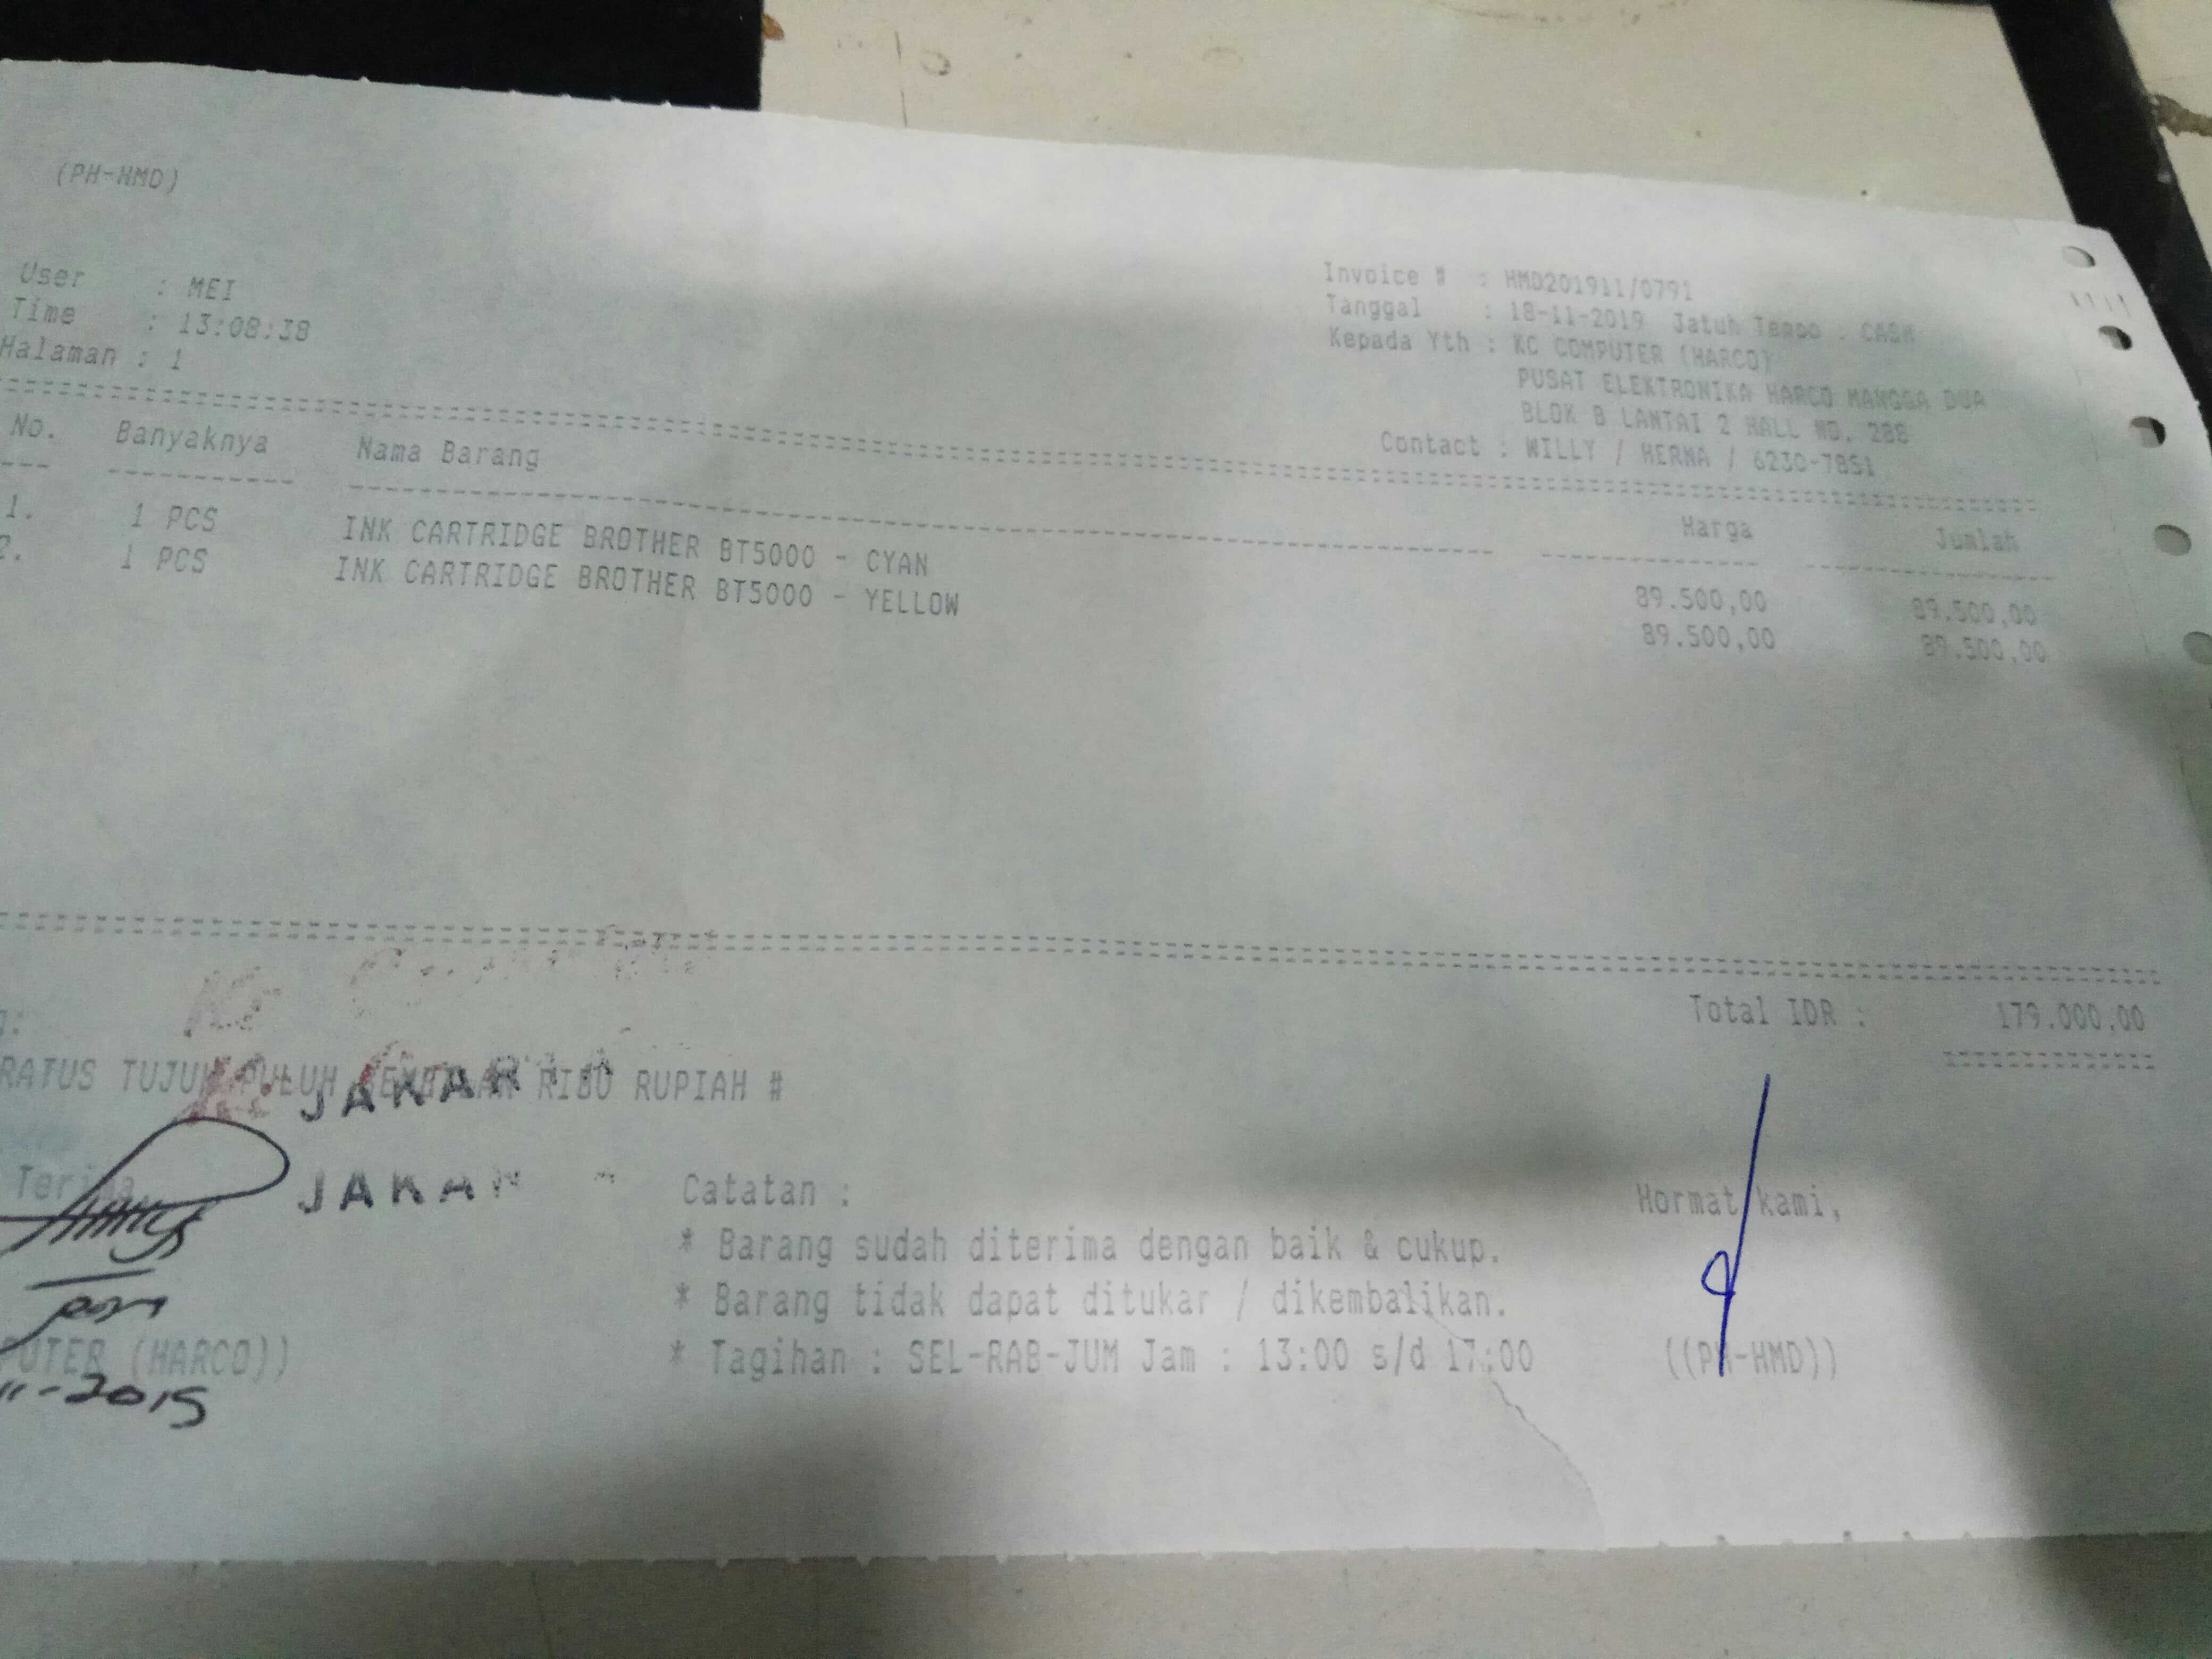 (PH-HMD)
User : MEI
Time : 13:08:38
Halaman : 1
Invoice # : HMD201911/0791
Tanggal : 18-11-2019 Jatuh Tempo : CASH
Kepada Yth : KC COMPUTER (HARCO)
PUSAT ELEKTRONIKA HARCO MANGGA DUA
BLOK B LANTAI 2 HALL NO. 288
Contact : WILLY / HERNA / 6230-7851
No. Banyaknya Nama Barang Harga Jumlah
1. 1 PCS INK CARTRIDGE BROTHER BT5000 - CYAN 89.500,00 89.500,00
2. 1 PCS INK CARTRIDGE BROTHER BT5000 - YELLOW 89.500,00 89.500,00
Total IDR : 179.000,00
RATUS TUJUH PULUH SEMBILAN RIBU RUPIAH #
JAKAR
JAKA
Terima
Catatan :
* Barang sudah diterima dengan baik & cukup.
* Barang tidak dapat ditukar / dikembalikan.
* Tagihan : SEL-RAB-JUM Jam : 13:00 s/d 17:00
Hormat kami,
((PH-HMD))
PUTER (HARCO))
11-2019